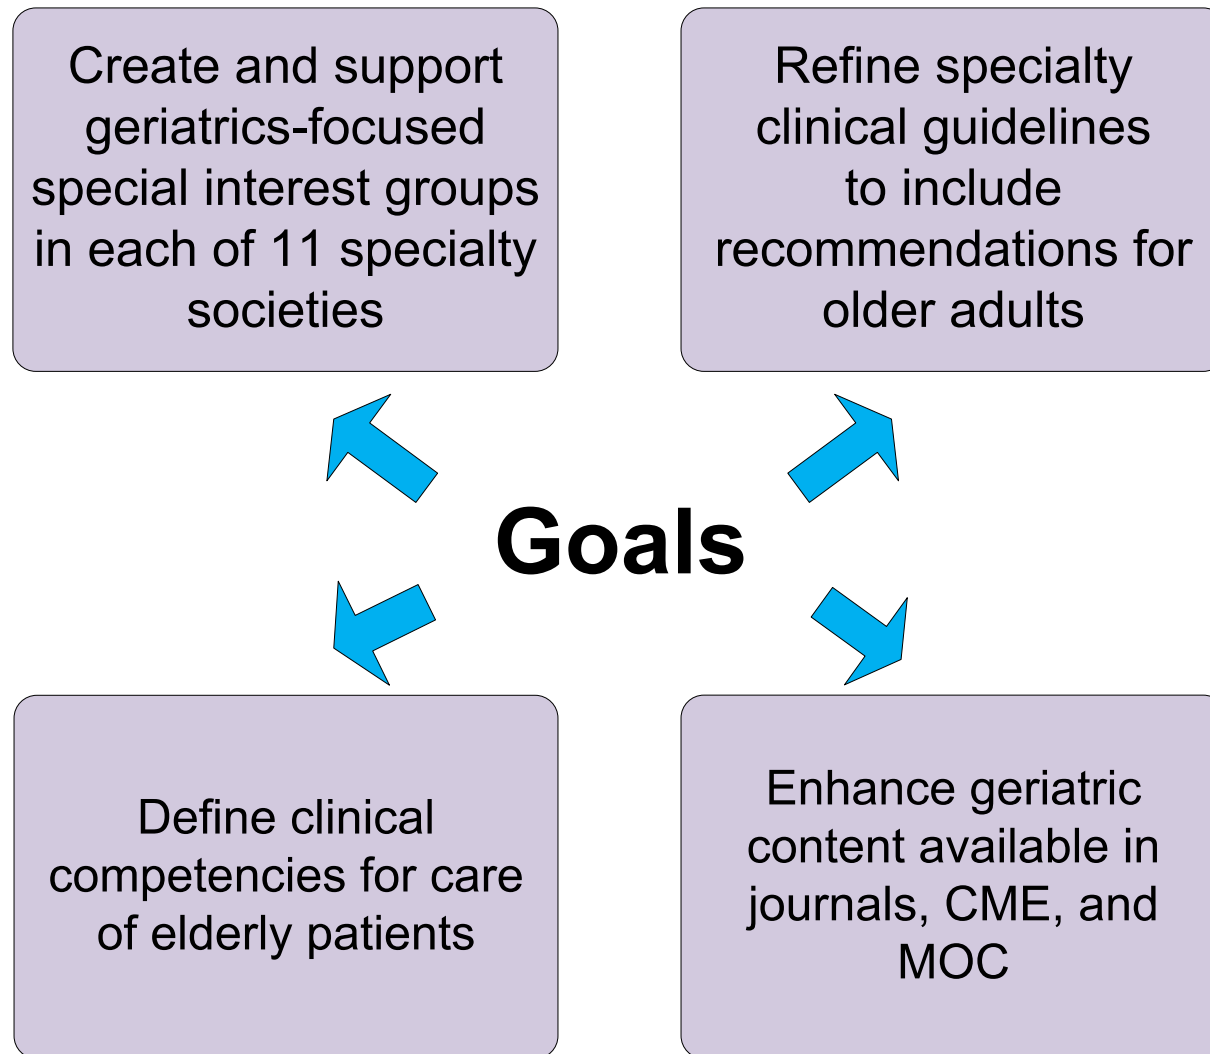 Create and support
geriatrics-focused
special interest groups
in each of 11 specialty
societies
Refine specialty
clinical guidelines
to include
recommendations for
older adults
Goals
Define clinical
competencies for care
of elderly patients
Enhance geriatric
content available in
journals, CME, and
MOC